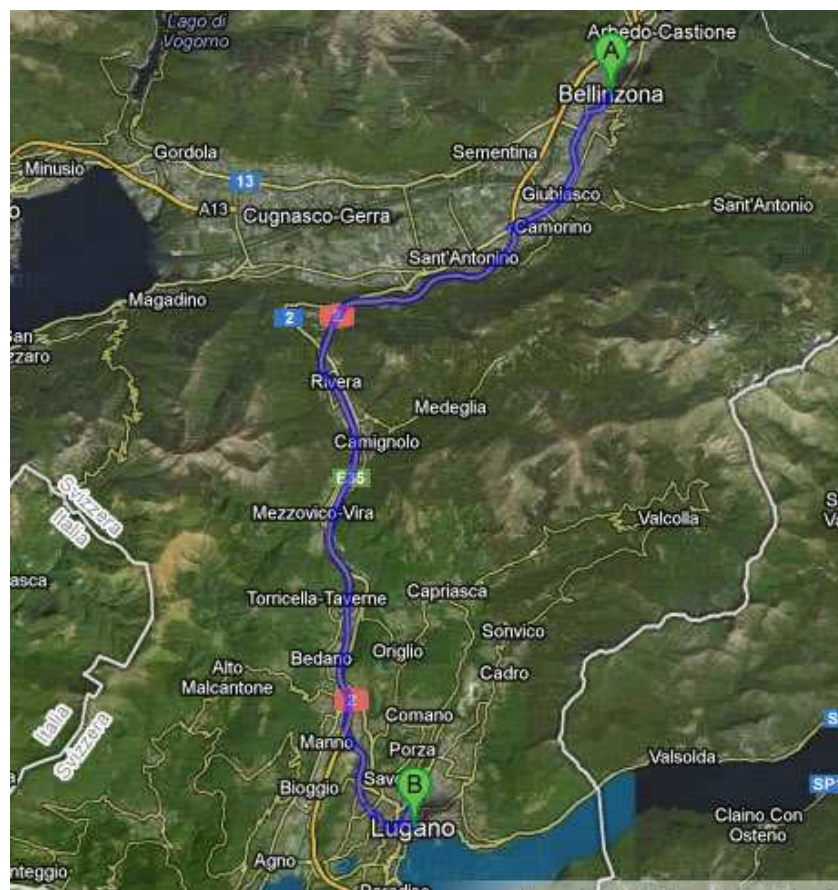 Lago di
Vogorno
Arbedo-Castione
A
Bellinzona
Minusio
Gordola
Sementina
13
A13
Cugnasco-Gerra
Giubiasco
Sant'Antonio
Camorino
Sant'Antonino
Magadino
2
2
Rivera
Medeglia
Camignolo
E35
Svizzera
Italia
Mezzovico-Vira
Valcolla
Torricella-Taverne
Capriasca
Sonvico
Bedano
Origlio
Cadro
Alto
Malcantone
2
Comano
Italia
Svizzera
Manno
Porza
Valsolda
Bioggio
B
Lugano
Claino Con
Osteno
Agno